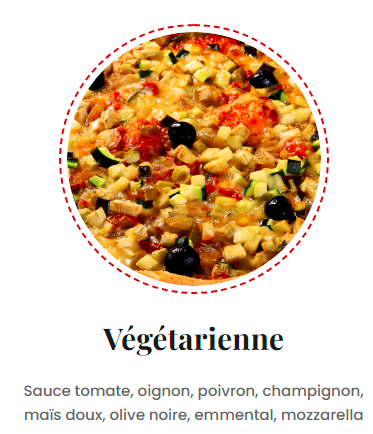 Végétarienne
Sauce tomate, oignon, poivron, champignon,
maïs doux, olive noire, emmental, mozzarella